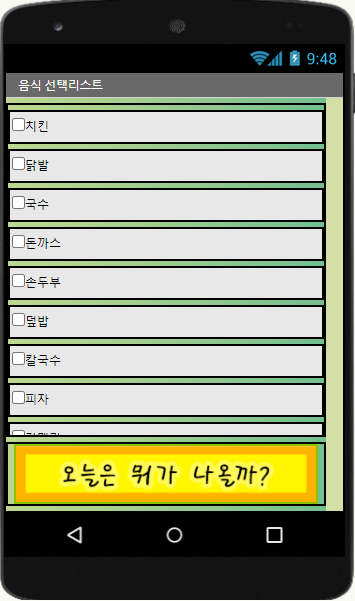 9:48
음식 선택리스트
치킨
닭발
국수
돈까스
손두부
덮밥
칼국수
피자
오늘은 뭐가 나올까?